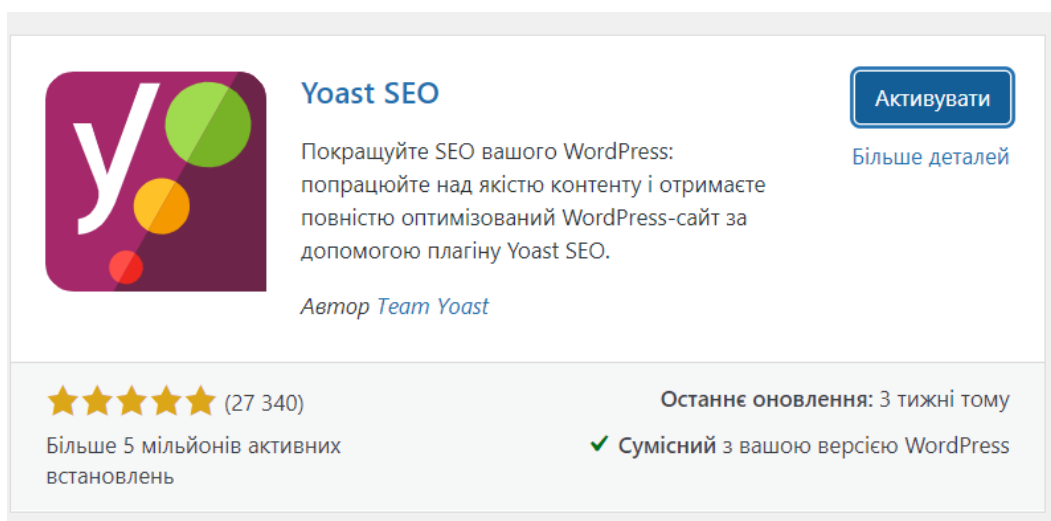 y
Yoast SEO
Активувати
Більше деталей
Покращуйте SEO вашого WordPress:
попрацюйте над якістю контенту і отримаєте
повністю оптимізований WordPress-сайт за
допомогою плагіну Yoast SEO.
Автор Team Yoast
(27 340)
Більше 5 мільйонів активних
встановлень
Останнє оновлення: 3 тижні тому
Сумісний з вашою версією WordPress